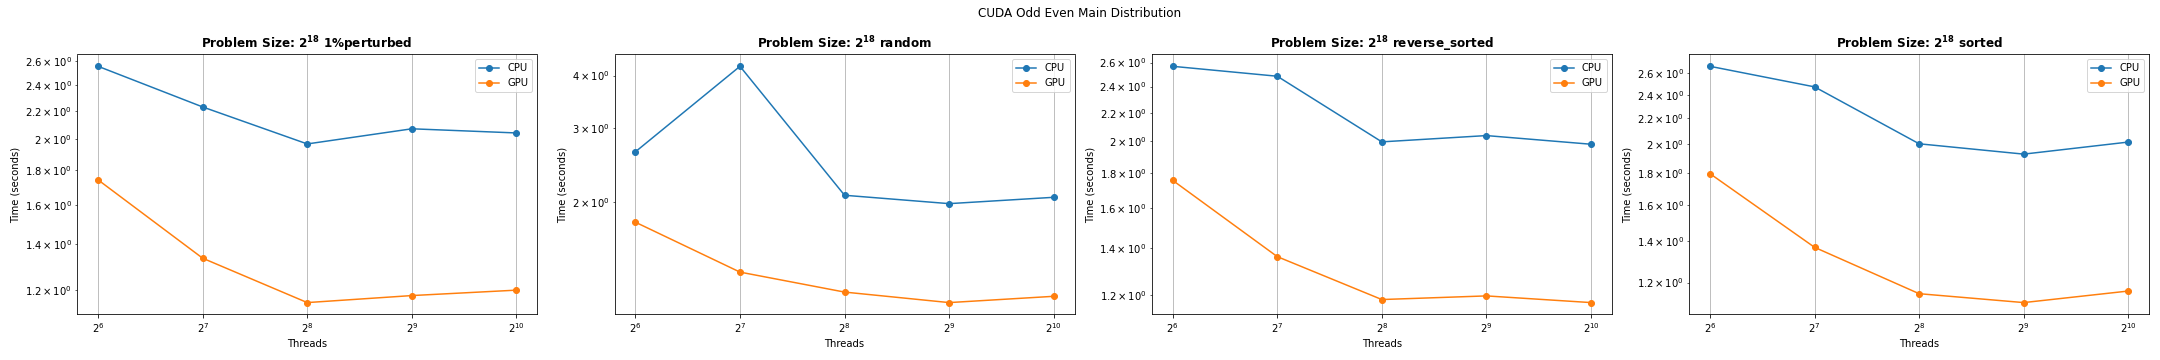 CUDA Odd Even Main Distribution
Problem Size: 2^18 1%perturbed
Time (seconds)
2.6 × 10^0
2.4 × 10^0
2.2 × 10^0
2 × 10^0
1.8 × 10^0
1.6 × 10^0
1.4 × 10^0
1.2 × 10^0
CPU
GPU
2^6 2^7 2^8 2^9 2^10
Threads
Problem Size: 2^18 random
Time (seconds)
4 × 10^0
3 × 10^0
2 × 10^0
CPU
GPU
2^6 2^7 2^8 2^9 2^10
Threads
Problem Size: 2^18 reverse_sorted
Time (seconds)
2.6 × 10^0
2.4 × 10^0
2.2 × 10^0
2 × 10^0
1.8 × 10^0
1.6 × 10^0
1.4 × 10^0
1.2 × 10^0
CPU
GPU
2^6 2^7 2^8 2^9 2^10
Threads
Problem Size: 2^18 sorted
Time (seconds)
2.6 × 10^0
2.4 × 10^0
2.2 × 10^0
2 × 10^0
1.8 × 10^0
1.6 × 10^0
1.4 × 10^0
1.2 × 10^0
CPU
GPU
2^6 2^7 2^8 2^9 2^10
Threads